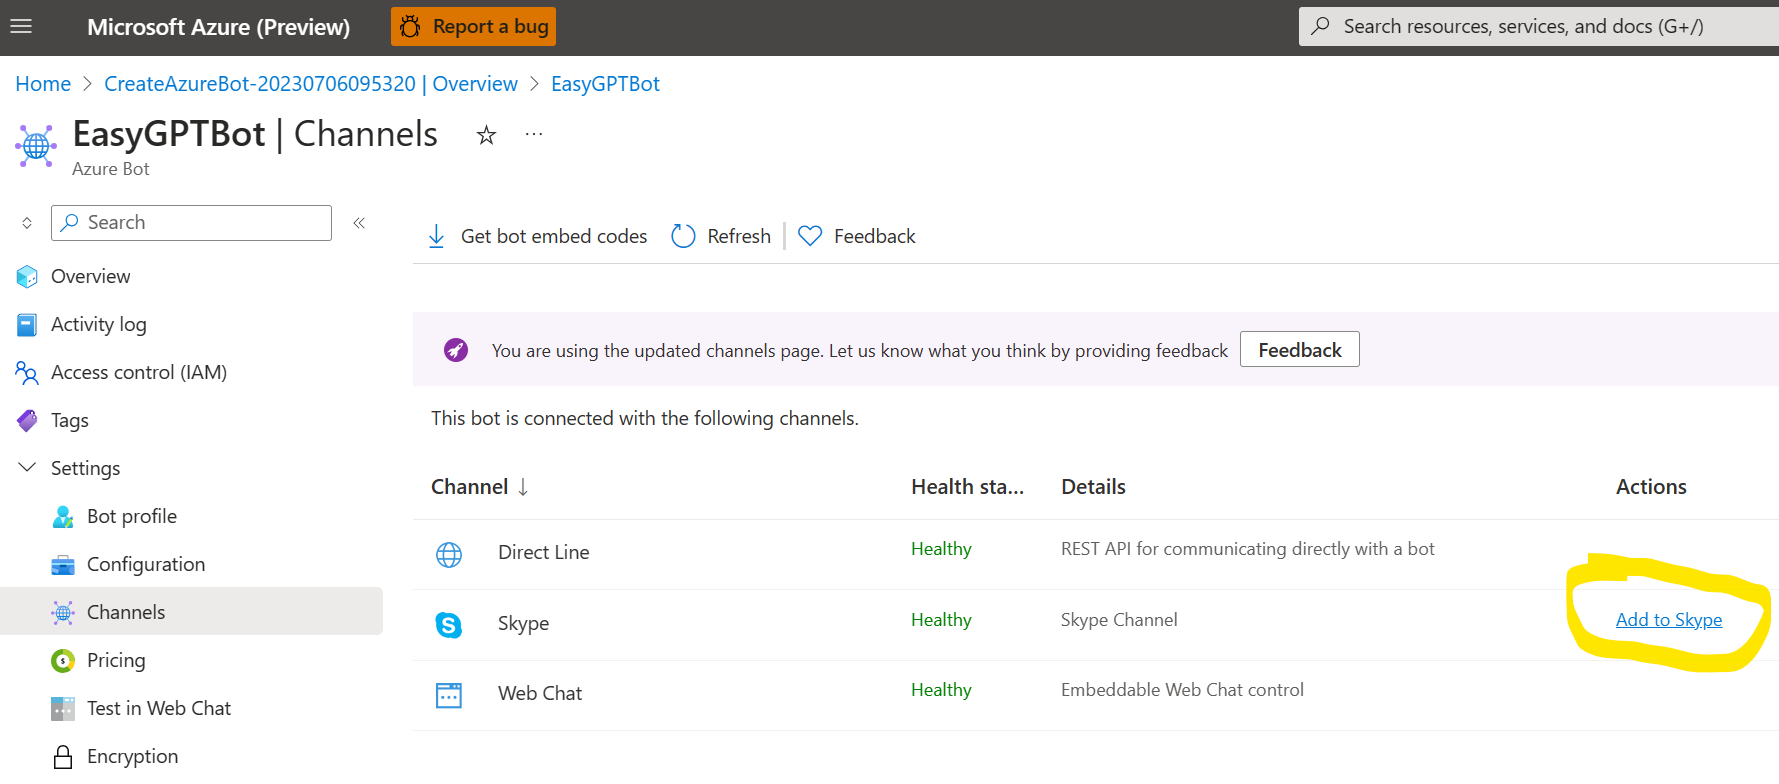 Microsoft Azure (Preview)
Report a bug
Search resources, services, and docs (G+/)
Home > CreateAzureBot-20230706095320 | Overview > EasyGPTBot
EasyGPTBot | Channels
Azure Bot
Search
Get bot embed codes
Refresh
Feedback
Overview
Activity log
Access control (IAM)
Tags
Settings
Bot profile
Configuration
Channels
Pricing
Test in Web Chat
Encryption
You are using the updated channels page. Let us know what you think by providing feedback
Feedback
This bot is connected with the following channels.
Channel ↓ Health sta... Details Actions
Direct Line Healthy REST API for communicating directly with a bot
Skype Healthy Skype Channel Add to Skype
Web Chat Healthy Embeddable Web Chat control